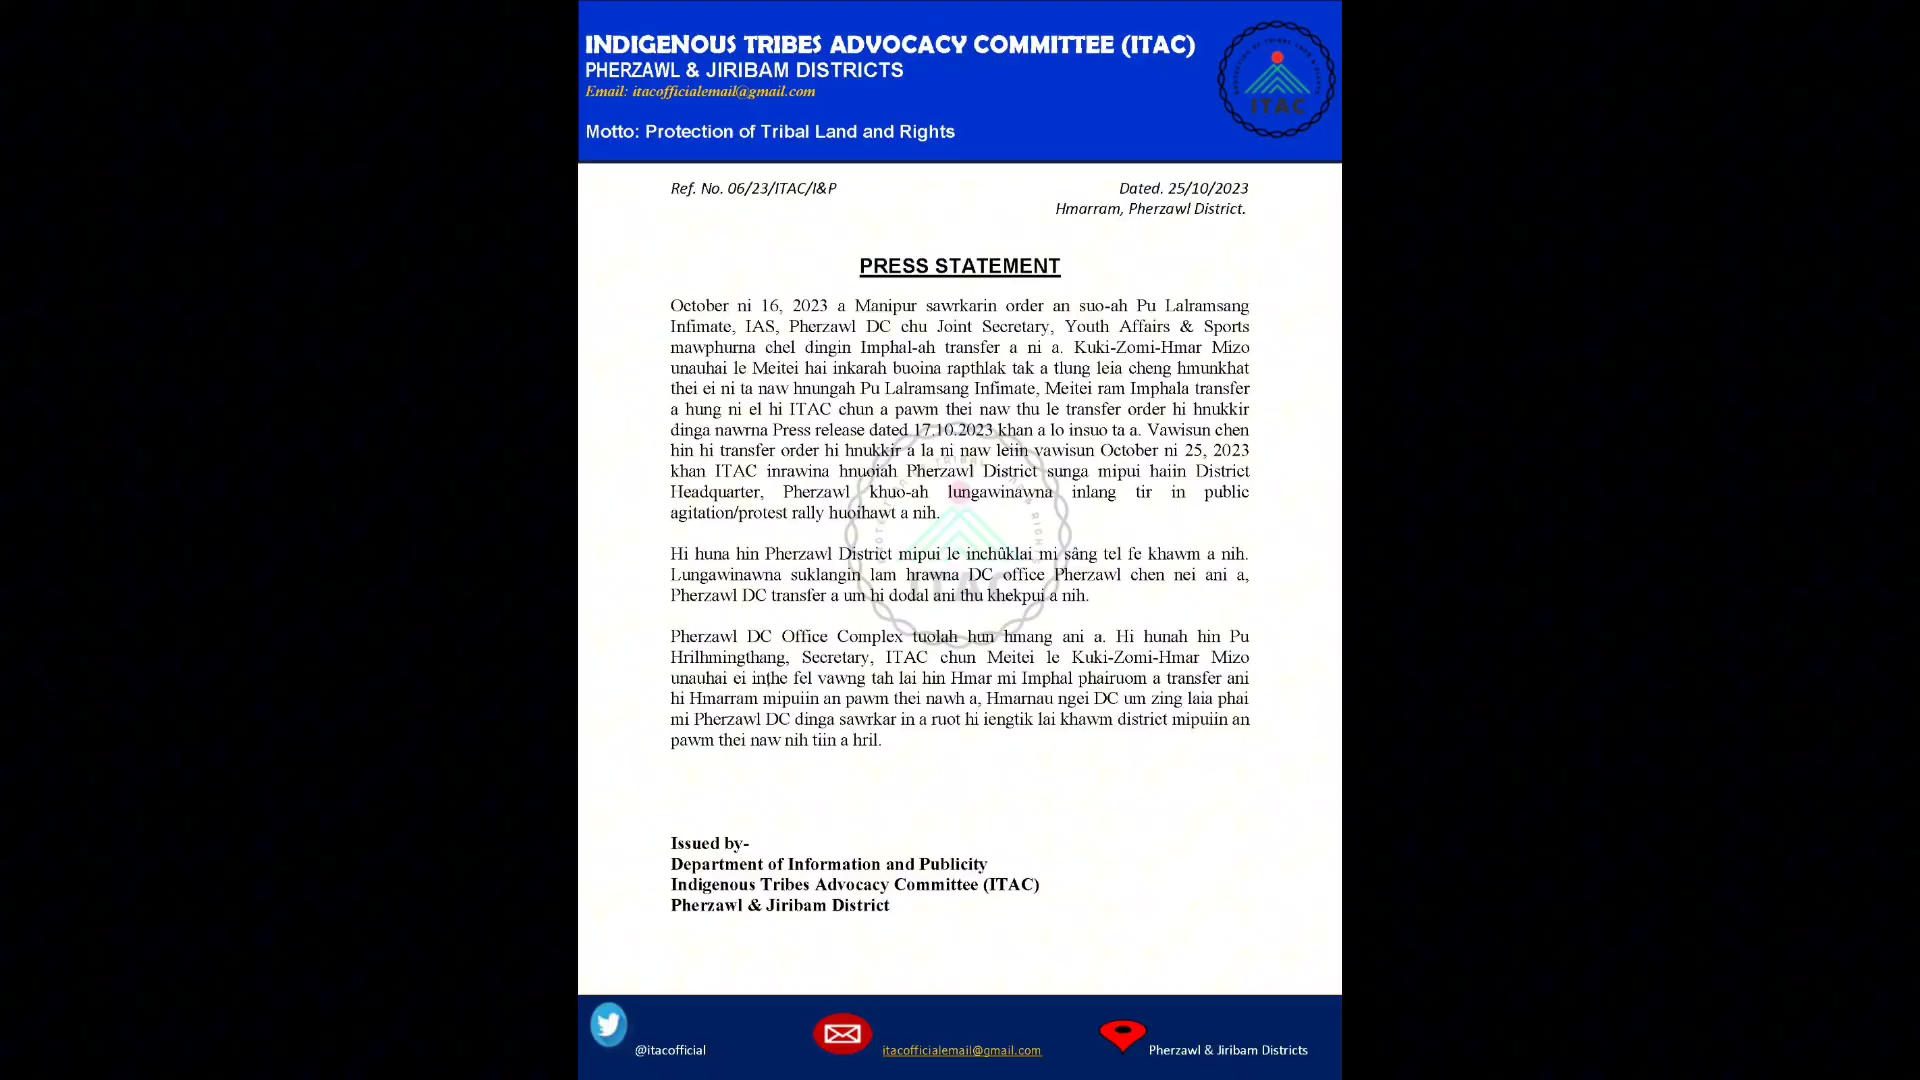 INDIGENOUS TRIBES ADVOCACY COMMITTEE (ITAC)
PHERZAWL & JIRIBAM DISTRICTS
Email: itacofficialemail@gmail.com
Motto: Protection of Tribal Land and Rights
ITAC
Ref. No. 06/23/ITAC/I&P
Dated. 25/10/2023
Hmarram, Pherzawl District.
PRESS STATEMENT
October ni 16, 2023 a Manipur sawrkarin order an suo-ah Pu Lalramsang
Infimate, IAS, Pherzawl DC chu Joint Secretary, Youth Affairs & Sports
mawphurna chel dingin Imphal-ah transfer a ni a. Kuki-Zomi-Hmar Mizo
unauhai le Meitei hai inkarah buoina rapthlak tak a tlung leia cheng hmunkhat
thei ei ni ta naw hnungah Pu Lalramsang Infimate, Meitei ram Imphala transfer
a hung ni el hi ITAC chun a pawm thei naw thu le transfer order hi hnukkir
dinga nawrna Press release dated 17.10.2023 khan a lo insuo ta a. Vawisun chen
hin hi transfer order hi hnukkir a la ni naw leiin vawisun October ni 25, 2023
khan ITAC inrawina hnuoiah Pherzawl District sunga mipui haiin District
Headquarter, Pherzawl khuo-ah lungawinawna inlang tir in public
agitation/protest rally huoihawt a nih.
Hi huna hin Pherzawl District mipui le inchûklai mi sâng tel fe khawm a nih.
Lungawinawna suklangin lam hrawna DC office Pherzawl chen nei ani a,
Pherzawl DC transfer a um hi dodal ani thu khekpui a nih.
Pherzawl DC Office Complex tuolah hun hmang ani a. Hi hunah hin Pu
Hrilhmingthang, Secretary, ITAC chun Meitei le Kuki-Zomi-Hmar Mizo
unauhai ei inṭhe fel vawng tah lai hin Hmar mi Imphal phairuom a transfer ani
hi Hmarram mipuiin an pawm thei nawh a, Hmarnau ngei DC um zing laia phai
mi Pherzawl DC dinga sawrkar in a ruot hi iengtik lai khawm district mipuiin an
pawm thei naw nih tiin a hril.
Issued by-
Department of Information and Publicity
Indigenous Tribes Advocacy Committee (ITAC)
Pherzawl & Jiribam District
@itacofficial
itacofficialemail@gmail.com
Pherzawl & Jiribam Districts